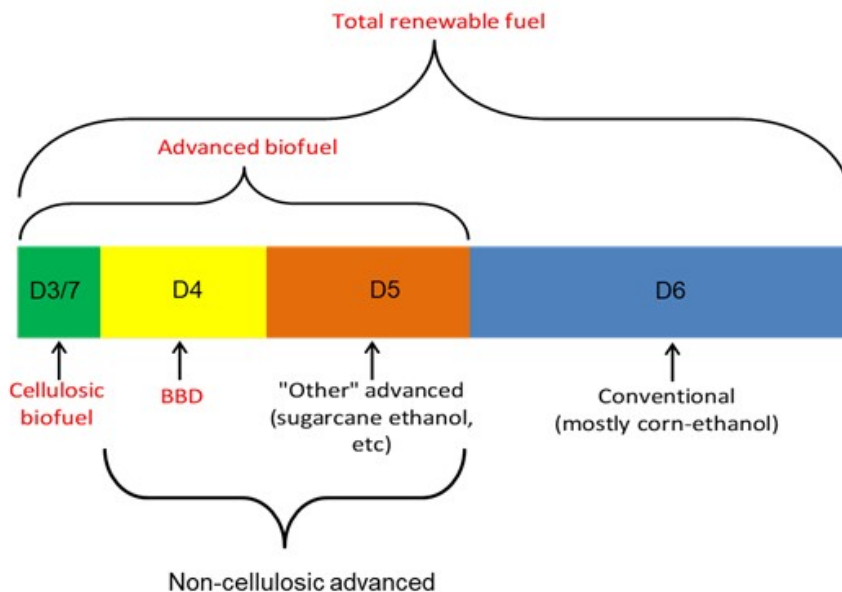 Total renewable fuel
Advanced biofuel
D3/7
D4
D5
D6
Cellulosic
biofuel
BBD
"Other" advanced
(sugarcane ethanol,
etc)
Conventional
(mostly corn-ethanol)
Non-cellulosic advanced